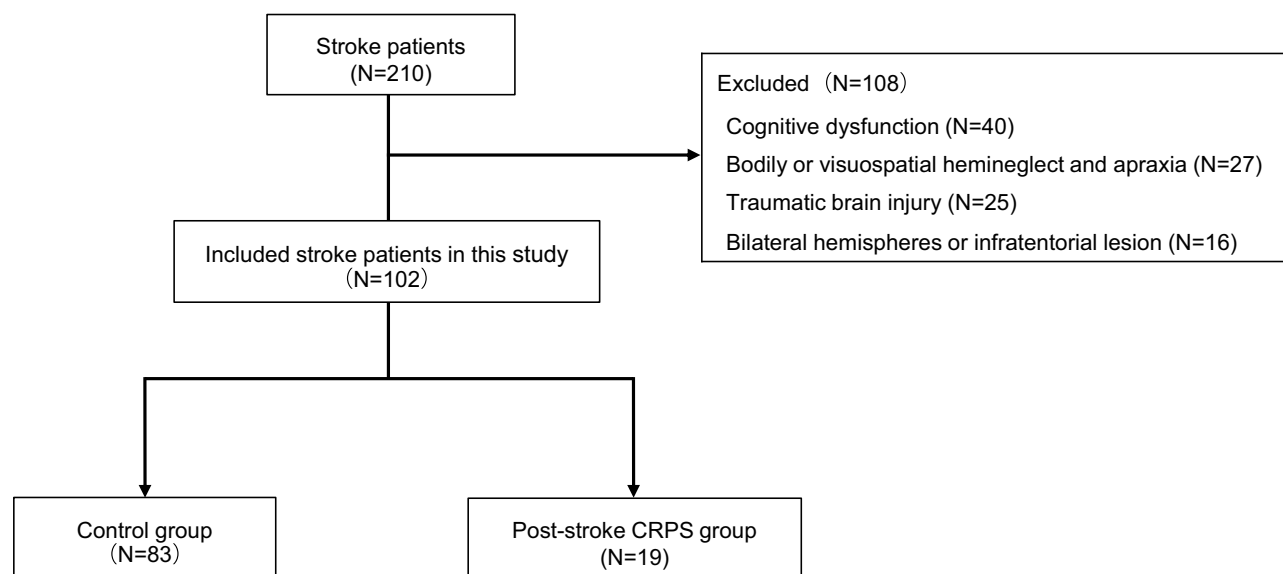 Stroke patients
(N=210)
Excluded（N=108）
Cognitive dysfunction (N=40)
Bodily or visuospatial hemineglect and apraxia (N=27)
Traumatic brain injury (N=25)
Bilateral hemispheres or infratentorial lesion (N=16)
Included stroke patients in this study
（N=102）
Control group
（N=83）
Post-stroke CRPS group
(N=19)